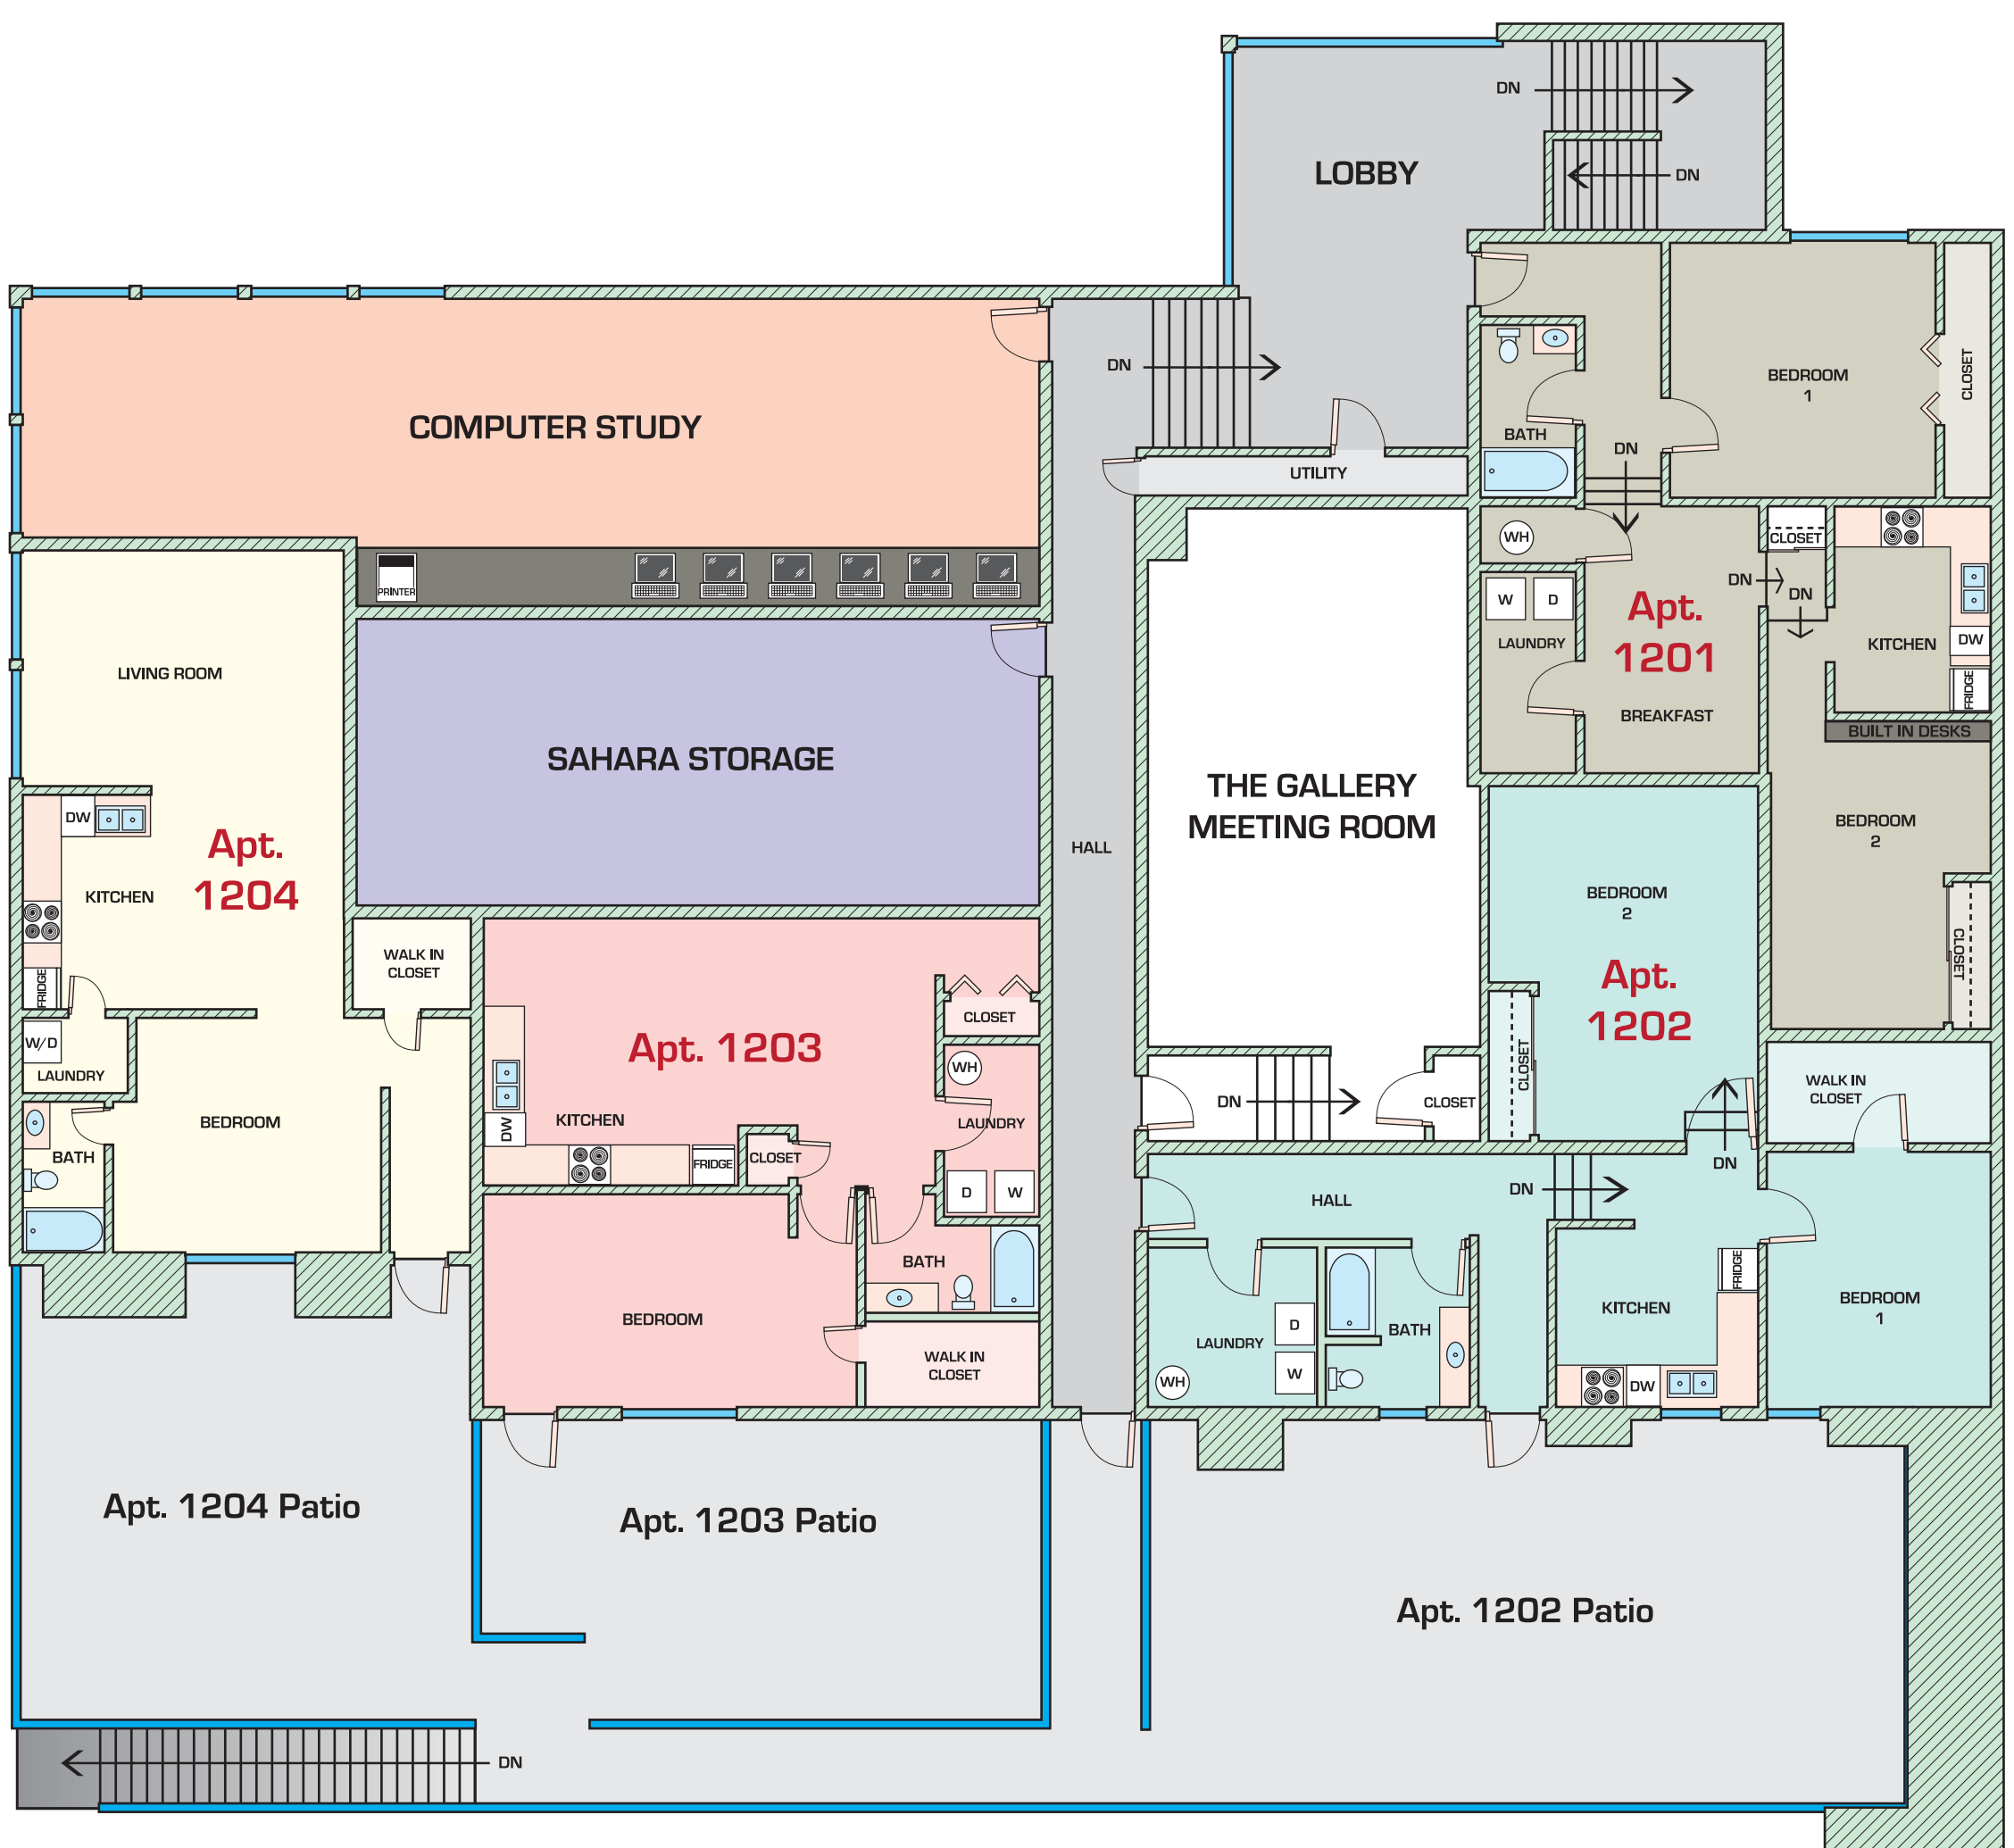 DN
LOBBY
DN
DN
UTILITY
BATH
DN
BEDROOM
1
CLOSET
COMPUTER STUDY
PRINTER
SAHARA STORAGE
HALL
THE GALLERY
MEETING ROOM
DN
CLOSET
WH
W
D
LAUNDRY
Apt.
1201
BREAKFAST
CLOSET
DN
DN
KITCHEN
DW
FRIDGE
BUILT IN DESKS
BEDROOM
2
CLOSET
LIVING ROOM
DW
Apt.
1204
KITCHEN
FRIDGE
WALK IN
CLOSET
W/D
LAUNDRY
BEDROOM
BATH
Apt. 1203
CLOSET
WH
LAUNDRY
D
W
DW
KITCHEN
FRIDGE
CLOSET
BEDROOM
BATH
WALK IN
CLOSET
BEDROOM
2
Apt.
1202
CLOSET
DN
WALK IN
CLOSET
HALL
DN
LAUNDRY
D
W
WH
BATH
KITCHEN
FRIDGE
DW
BEDROOM
1
Apt. 1204 Patio
Apt. 1203 Patio
Apt. 1202 Patio
DN